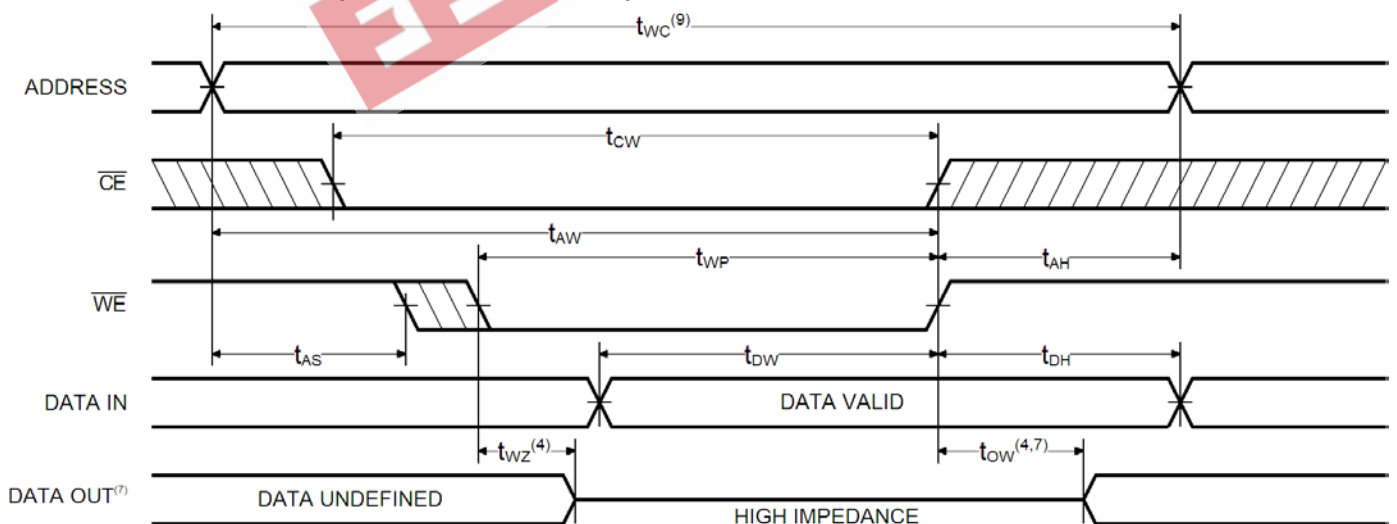 tWC(9)
ADDRESS
tCW
CE
tAW
tWP
tAH
WE
tAS
tDW
tDH
DATA IN
DATA VALID
tWZ(4)
tOW(4,7)
DATA OUT(7)
DATA UNDEFINED
HIGH IMPEDANCE